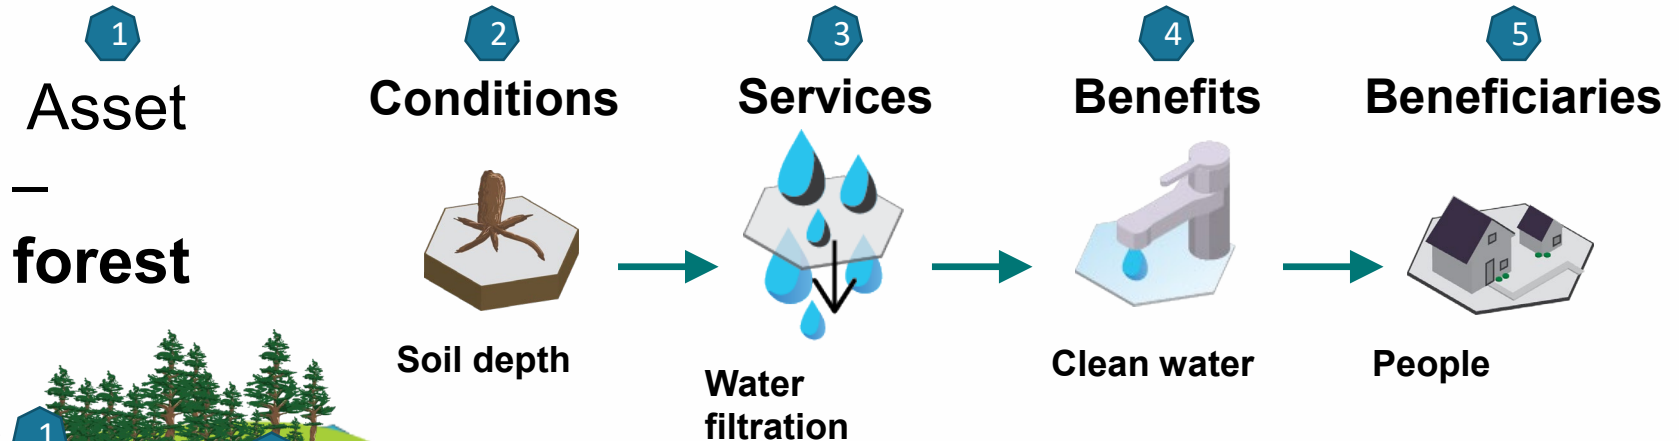 1
2
3
4
5
Asset
–
forest
Conditions
Services
Benefits
Beneficiaries
Soil depth
Water
filtration
Clean water
People
1